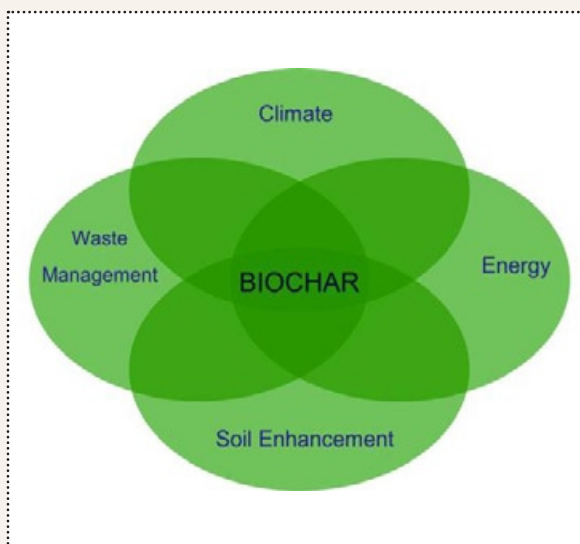 Climate
Waste
Management
BIOCHAR
Energy
Soil Enhancement